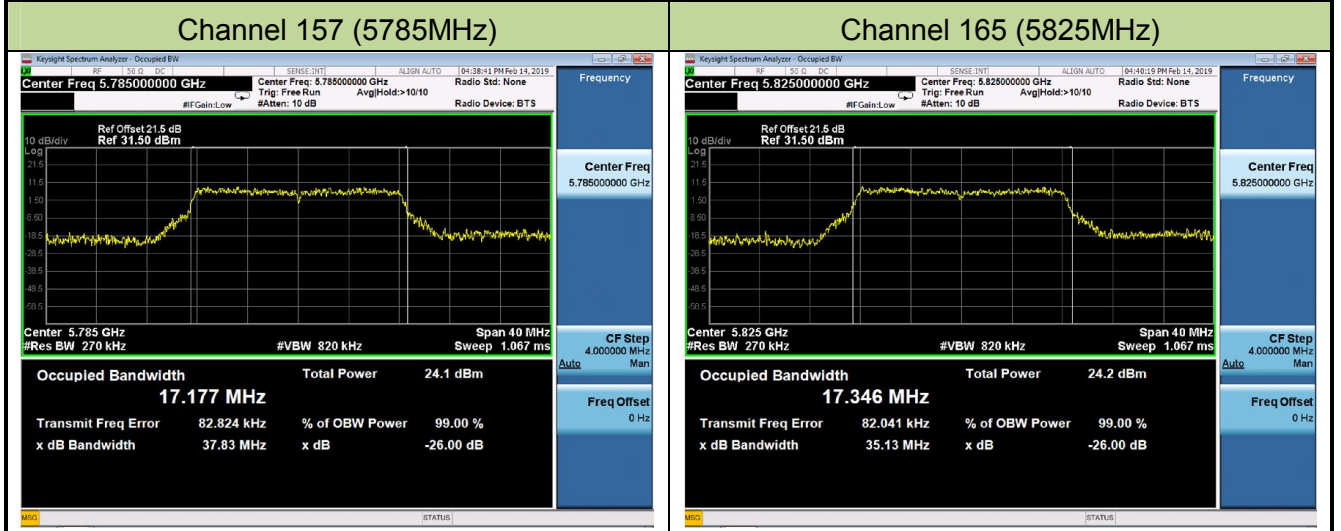 Channel 157 (5785MHz)
Keysight Spectrum Analyzer - Occupied BW
RF 50 Ω DC SENSE:INT ALIGN AUTO 04:38:41 PM Feb 14, 2019
Center Freq 5.785000000 GHz Center Freq: 5.785000000 GHz Radio Std: None Frequency
Trig: Free Run Avg|Hold:>10/10
#IFGain:Low #Atten: 10 dB Radio Device: BTS
Ref Offset 21.5 dB
10 dB/div Ref 31.50 dBm
Log
21.5
11.5
1.50
-8.50
-18.5
-28.5
-38.5
-48.5
-58.5
Center Freq
5.785000000 GHz
Center 5.785 GHz Span 40 MHz
#Res BW 270 kHz #VBW 820 kHz Sweep 1.067 ms
CF Step
4.000000 MHz
Auto Man
Occupied Bandwidth Total Power 24.1 dBm
17.177 MHz
Transmit Freq Error 82.824 kHz % of OBW Power 99.00 %
x dB Bandwidth 37.83 MHz x dB -26.00 dB
Freq Offset
0 Hz
MSG STATUS
Channel 165 (5825MHz)
Keysight Spectrum Analyzer - Occupied BW
RF 50 Ω DC SENSE:INT ALIGN AUTO 04:40:19 PM Feb 14, 2019
Center Freq 5.825000000 GHz Center Freq: 5.825000000 GHz Radio Std: None Frequency
Trig: Free Run Avg|Hold:>10/10
#IFGain:Low #Atten: 10 dB Radio Device: BTS
Ref Offset 21.5 dB
10 dB/div Ref 31.50 dBm
Log
21.5
11.5
1.50
-8.50
-18.5
-28.5
-38.5
-48.5
-58.5
Center Freq
5.825000000 GHz
Center 5.825 GHz Span 40 MHz
#Res BW 270 kHz #VBW 820 kHz Sweep 1.067 ms
CF Step
4.000000 MHz
Auto Man
Occupied Bandwidth Total Power 24.2 dBm
17.346 MHz
Transmit Freq Error 82.041 kHz % of OBW Power 99.00 %
x dB Bandwidth 35.13 MHz x dB -26.00 dB
Freq Offset
0 Hz
MSG STATUS